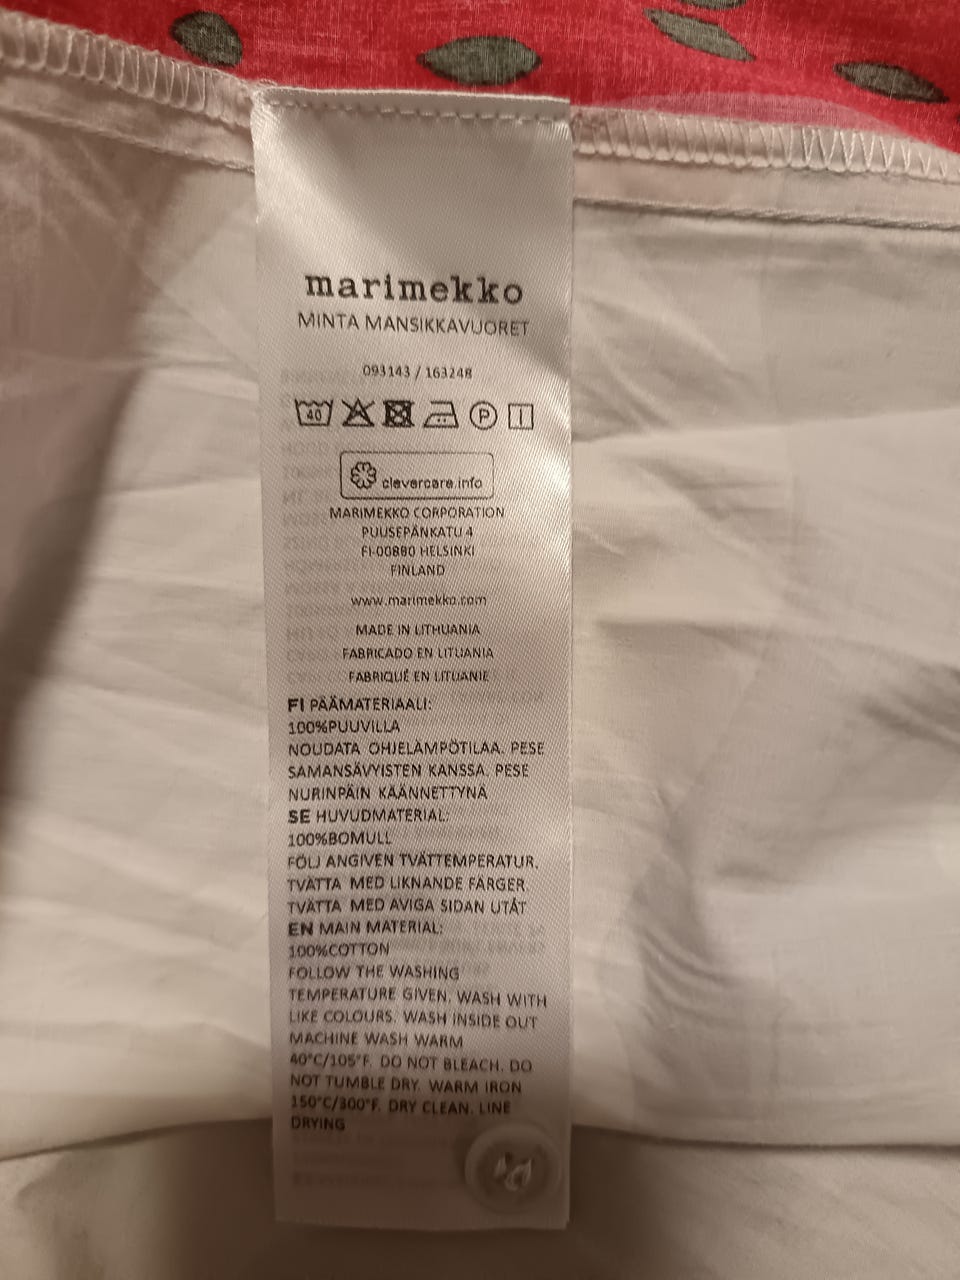 marimekko
MINTA MANSIKKAVUORET
093143 / 163248
40 P
clevercare.info
MARIMEKKO CORPORATION
PUUSEPÄNKATU 4
FI-00880 HELSINKI
FINLAND
www.marimekko.com
MADE IN LITHUANIA
FABRICADO EN LITUANIA
FABRIQUÉ EN LITUANIE
FI PÄÄMATERIAALI:
100%PUUVILLA
NOUDATA OHJELÄMPÖTILAA. PESE
SAMANSÄVYISTEN KANSSA. PESE
NURINPÄIN KÄÄNNETTYNÄ
SE HUVUDMATERIAL:
100%BOMULL
FÖLJ ANGIVEN TVÄTTEMPERATUR.
TVÄTTA MED LIKNANDE FÄRGER.
TVÄTTA MED AVIGA SIDAN UTÅT
EN MAIN MATERIAL:
100%COTTON
FOLLOW THE WASHING
TEMPERATURE GIVEN. WASH WITH
LIKE COLOURS. WASH INSIDE OUT
MACHINE WASH WARM
40°C/105°F. DO NOT BLEACH. DO
NOT TUMBLE DRY. WARM IRON
150°C/300°F. DRY CLEAN. LINE
DRYING